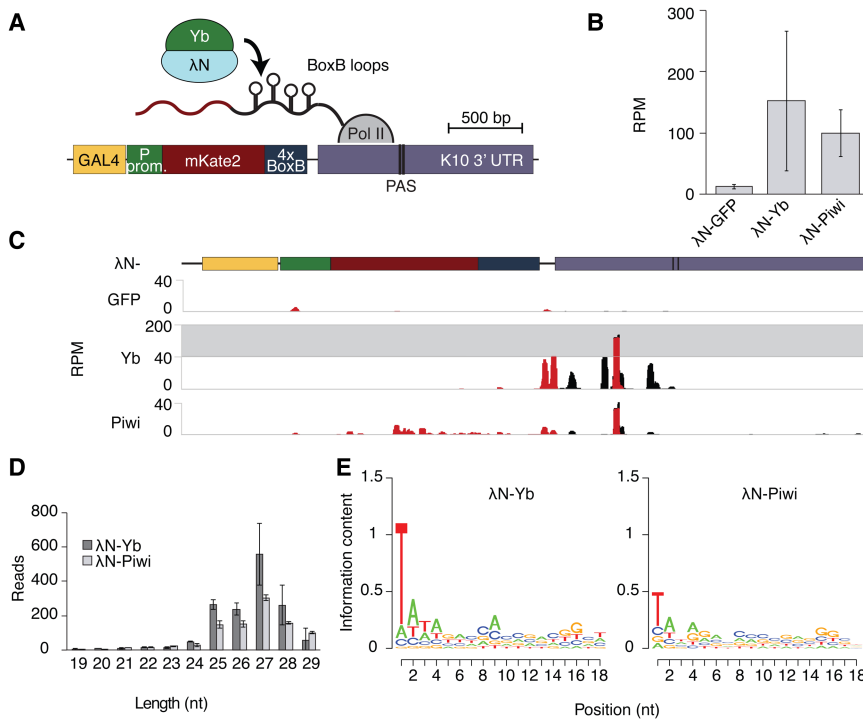 A
Yb
λN
BoxB loops
Pol II
500 bp
GAL4
P prom.
mKate2
4x BoxB
K10 3' UTR
PAS
B
RPM
300
200
100
0
λN-GFP
λN-Yb
λN-Piwi
C
λN-
RPM
GFP
40
0
Yb
200
40
0
Piwi
40
0
D
Reads
800
600
400
200
0
λN-Yb
λN-Piwi
19 20 21 22 23 24 25 26 27 28 29
Length (nt)
E
Information content
1.5
1
0.5
0
λN-Yb
2 4 6 8 10 12 14 16 18
1.5
1
0.5
0
λN-Piwi
2 4 6 8 10 12 14 16 18
Position (nt)